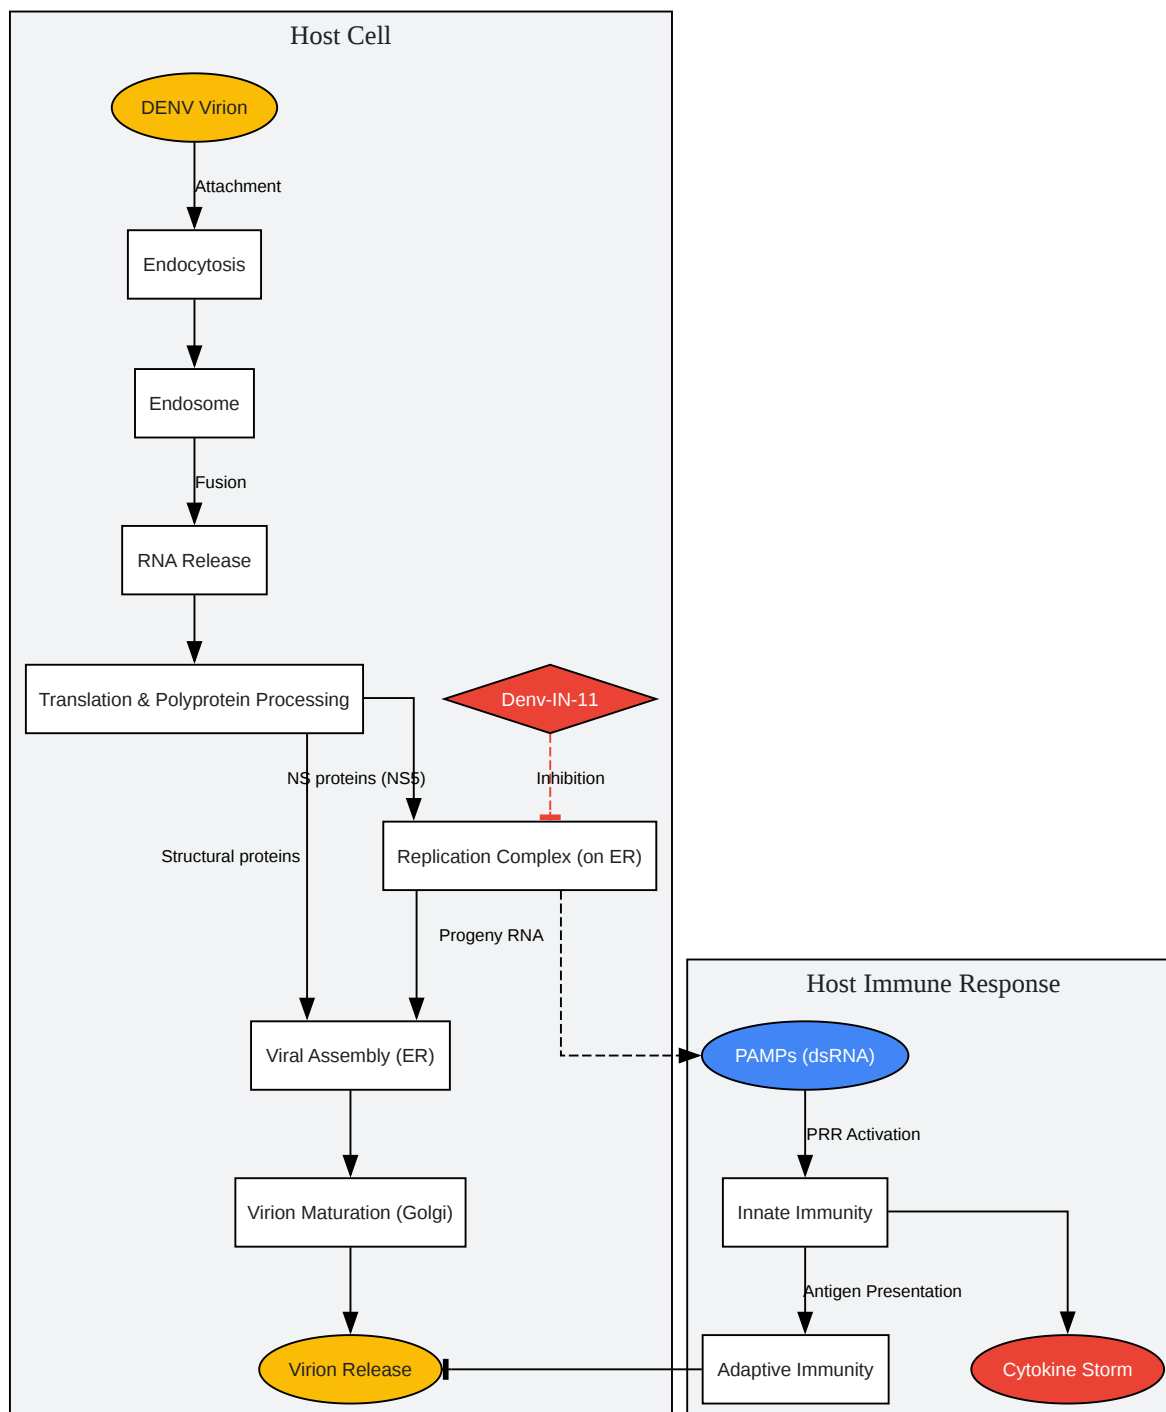 Host Cell
DENV Virion
Attachment
Endocytosis
Endosome
Fusion
RNA Release
Translation & Polyprotein Processing
Denv-IN-11
NS proteins (NS5)
Inhibition
Structural proteins
Replication Complex (on ER)
Progeny RNA
Viral Assembly (ER)
Virion Maturation (Golgi)
Virion Release
Host Immune Response
PAMPs (dsRNA)
PRR Activation
Innate Immunity
Antigen Presentation
Adaptive Immunity
Cytokine Storm